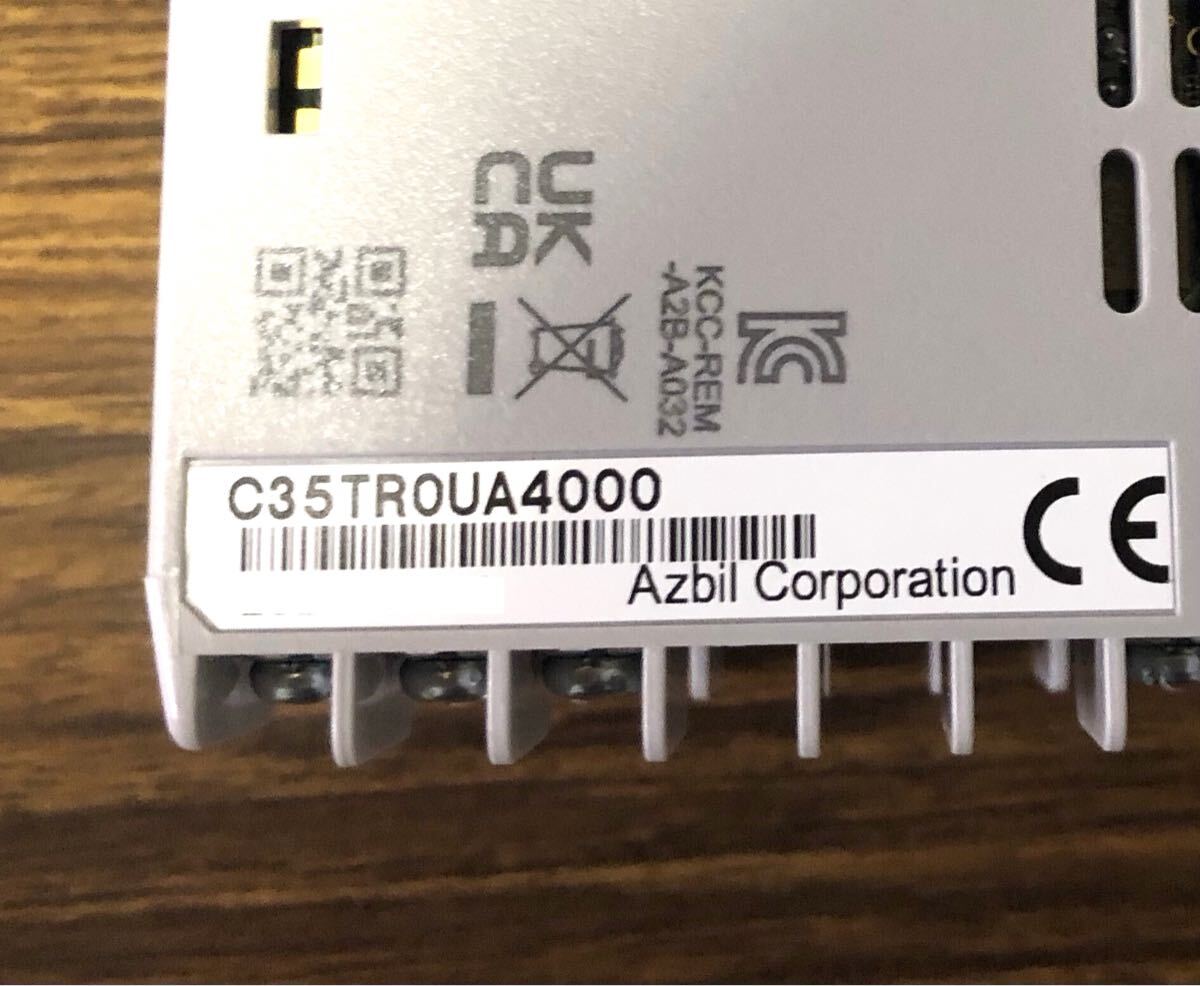 UK
CA
KCC-REM
-A2B-A032
C35TR0UA4000
Azbil Corporation
CE